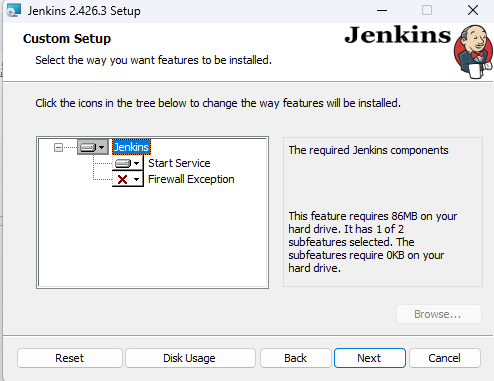 Jenkins 2.426.3 Setup
Custom Setup
Select the way you want features to be installed.
Jenkins
Click the icons in the tree below to change the way features will be installed.
Jenkins
Start Service
Firewall Exception
The required Jenkins components
This feature requires 86MB on your
hard drive. It has 1 of 2
subfeatures selected. The
subfeatures require 0KB on your
hard drive.
Browse...
Reset
Disk Usage
Back
Next
Cancel